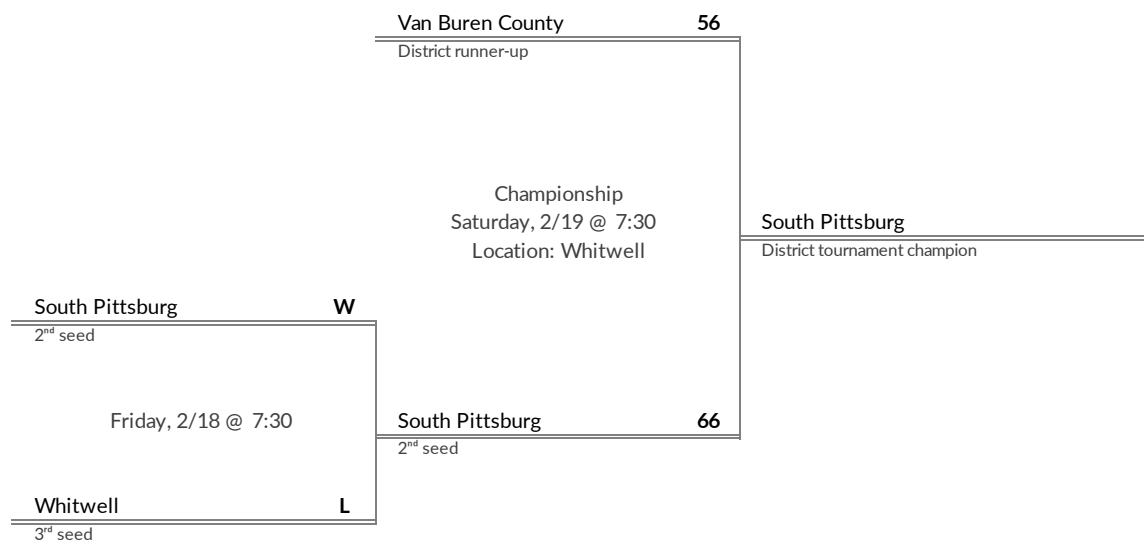 Van Buren County 56
District runner-up
Championship
Saturday, 2/19 @ 7:30
Location: Whitwell
South Pittsburg
District tournament champion
South Pittsburg W
2nd seed
Friday, 2/18 @ 7:30
South Pittsburg 66
2nd seed
Whitwell L
3rd seed